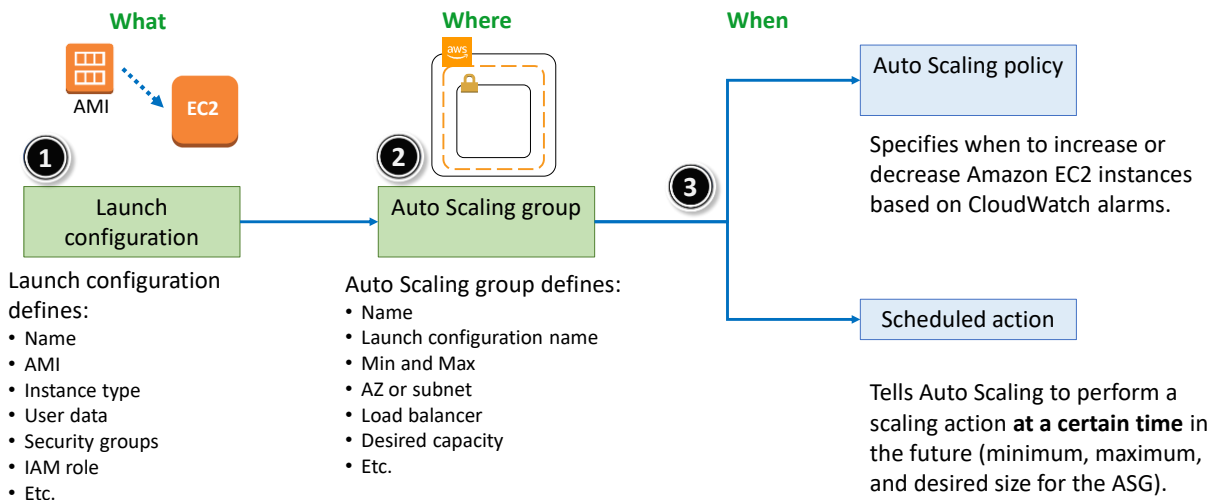 What
Where
When
AMI
EC2
aws
1
Launch
configuration
2
Auto Scaling group
3
Auto Scaling policy
Specifies when to increase or
decrease Amazon EC2 instances
based on CloudWatch alarms.
Launch configuration
defines:
• Name
• AMI
• Instance type
• User data
• Security groups
• IAM role
• Etc.
Auto Scaling group defines:
• Name
• Launch configuration name
• Min and Max
• AZ or subnet
• Load balancer
• Desired capacity
• Etc.
Scheduled action
Tells Auto Scaling to perform a
scaling action at a certain time in
the future (minimum, maximum,
and desired size for the ASG).